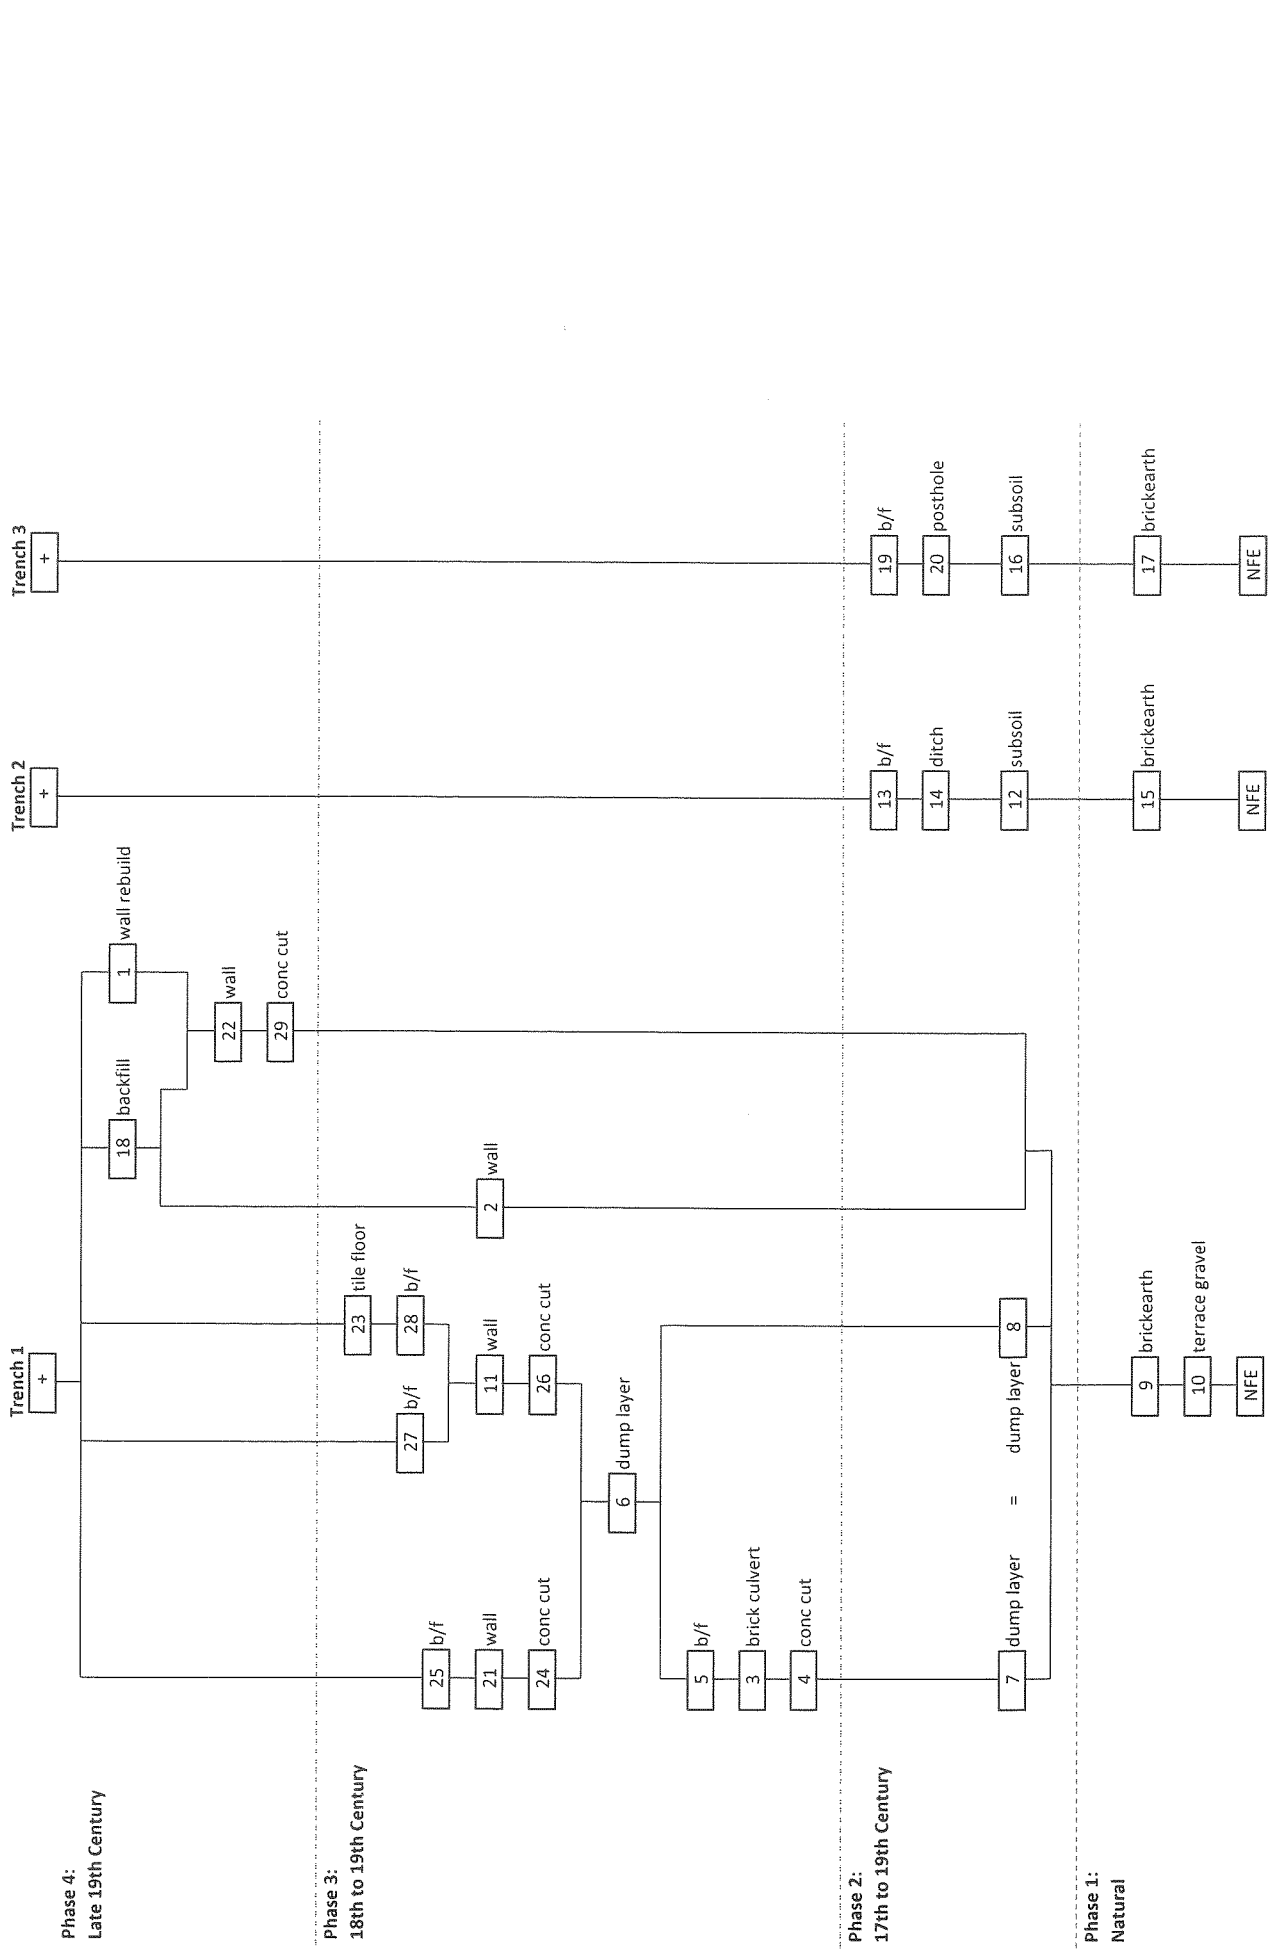 Trench 1
Trench 2
Trench 3
+
+
+
Phase 4:
Late 19th Century
18 backfill
1 wall rebuild
22 wall
29 conc cut
Phase 3:
18th to 19th Century
23 tile floor
27 b/f
28 b/f
25 b/f
21 wall
11 wall
2 wall
24 conc cut
26 conc cut
6 dump layer
5 b/f
3 brick culvert
4 conc cut
Phase 2:
17th to 19th Century
13 b/f
19 b/f
14 ditch
20 posthole
7 dump layer = dump layer 8
12 subsoil
16 subsoil
Phase 1:
Natural
9 brickearth
15 brickearth
17 brickearth
10 terrace gravel
NFE
NFE
NFE